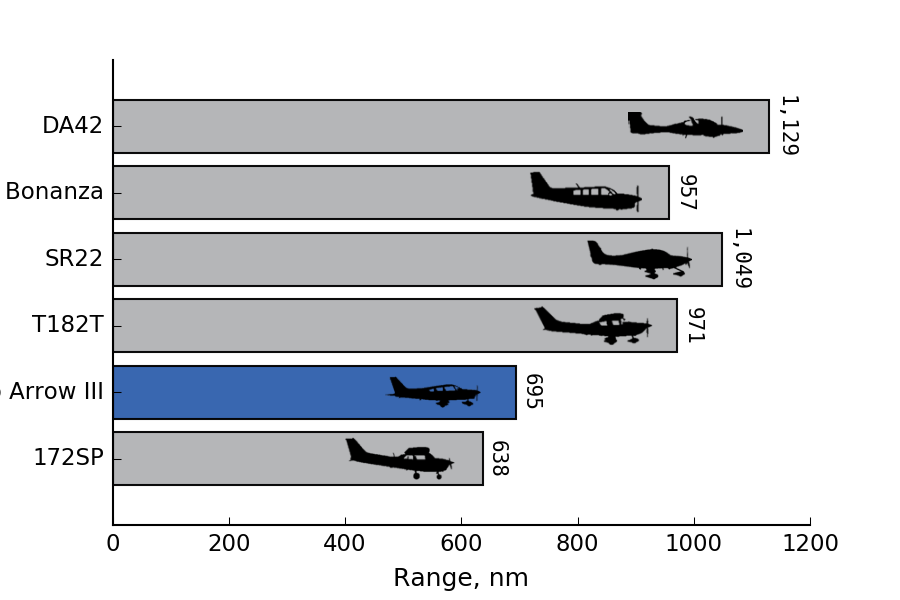 DA42
1,129
Bonanza
957
SR22
1,049
T182T
971
Arrow III
695
172SP
638
0 200 400 600 800 1000 1200
Range, nm